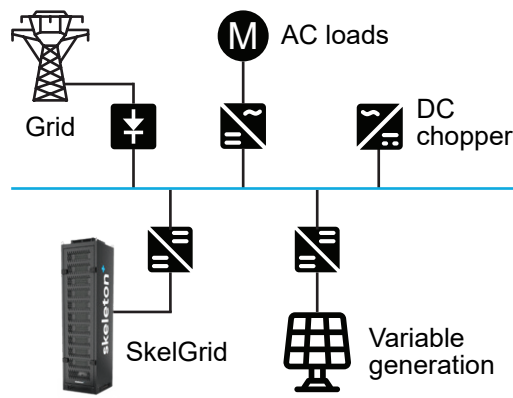 M
AC loads
Grid
DC
chopper
skeleton+
SkelGrid
Variable
generation